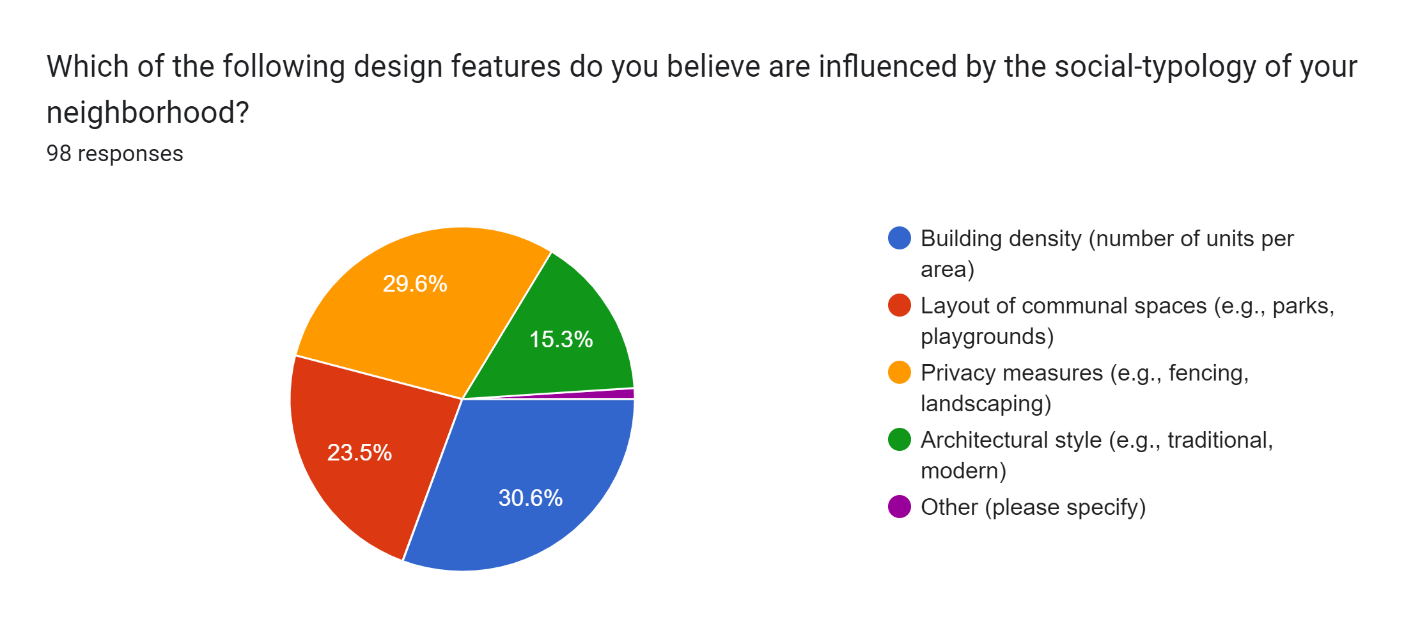 Which of the following design features do you believe are influenced by the social-typology of your
neighborhood?
98 responses
29.6%
15.3%
23.5%
30.6%
Building density (number of units per
area)
Layout of communal spaces (e.g., parks,
playgrounds)
Privacy measures (e.g., fencing,
landscaping)
Architectural style (e.g., traditional,
modern)
Other (please specify)